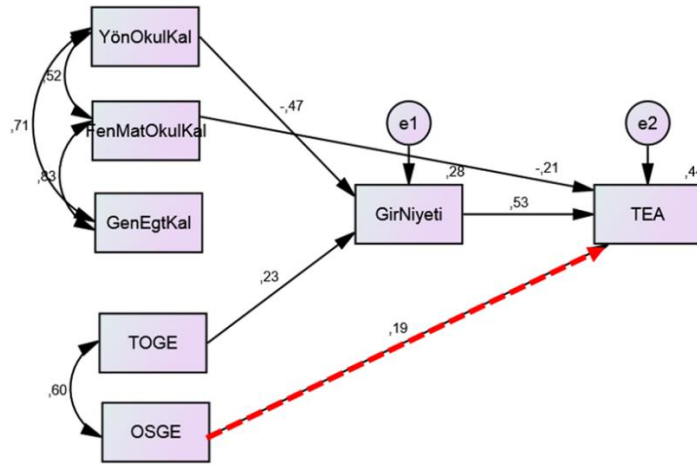 YönOkulKal
,52
-,47
,71
FenMatOkulKal
e1
e2
,83
-,21
,28
,44
GenEgtKal
GirNiyeti
,53
TEA
,23
TOGE
,19
,60
OSGE